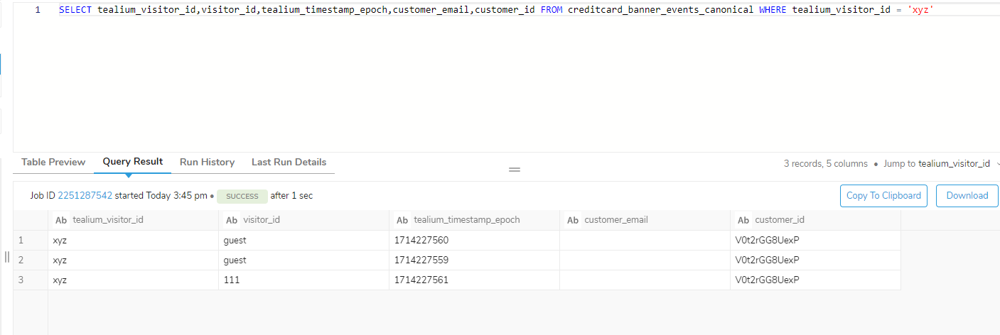 1 SELECT tealium_visitor_id,visitor_id,tealium_timestamp_epoch,customer_email,customer_id FROM creditcard_banner_events_canonical WHERE tealium_visitor_id = 'xyz'
Table Preview Query Result Run History Last Run Details 3 records, 5 columns • Jump to tealium_visitor_id
Job ID 2251287542 started Today 3:45 pm • SUCCESS after 1 sec Copy To Clipboard Download
Ab tealium_visitor_id Ab visitor_id Ab tealium_timestamp_epoch Ab customer_email Ab customer_id
1 xyz guest 1714227560 V0t2rGG8UexP
2 xyz guest 1714227559 V0t2rGG8UexP
3 xyz 111 1714227561 V0t2rGG8UexP